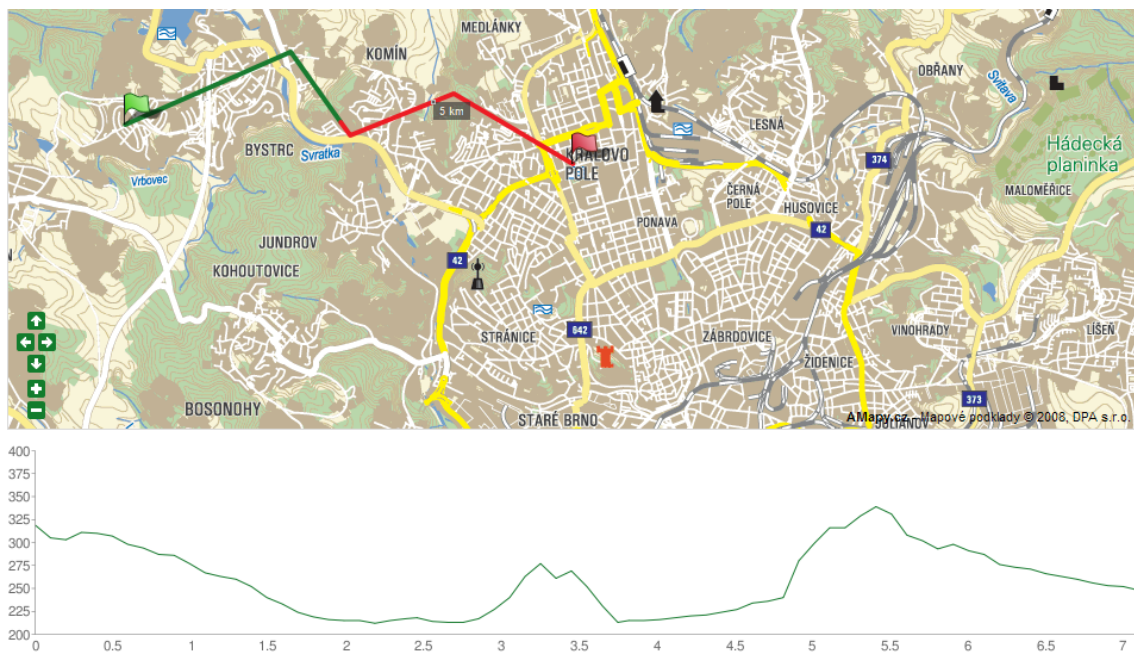 MEDLÁNKY
KOMÍN
OBŘANY
Svitava
5 km
LESNÁ
BYSTRC
Svratka
KRÁLOVO
POLE
374
Hádecká
planinka
Vrbovec
ČERNÁ
POLE
MALOMĚŘICE
HUSOVICE
PONAVA
42
JUNDROV
42
KOHOUTOVICE
642
STRÁNICE
ZÁBRDOVICE
VINOHRADY
LÍŠEŇ
ŽIDENICE
373
BOSONOHY
STARÉ BRNO
AMapy.cz - Mapové podklady © 2008, DPA s.r.o.
JULIÁNOV
400
375
350
325
300
275
250
225
200
0 0.5 1 1.5 2 2.5 3 3.5 4 4.5 5 5.5 6 6.5 7